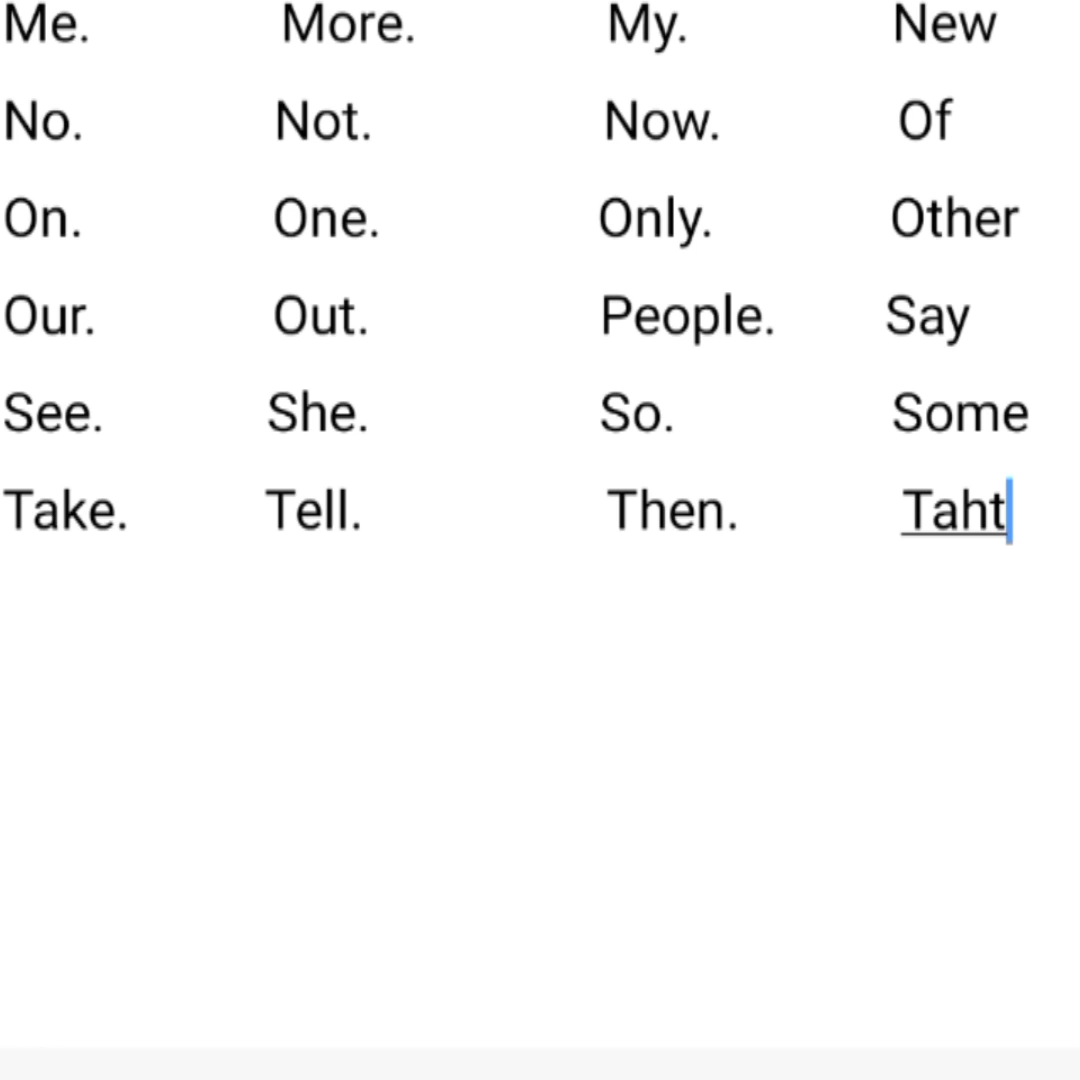 Me. More. My. New
No. Not. Now. Of
On. One. Only. Other
Our. Out. People. Say
See. She. So. Some
Take. Tell. Then. Taht